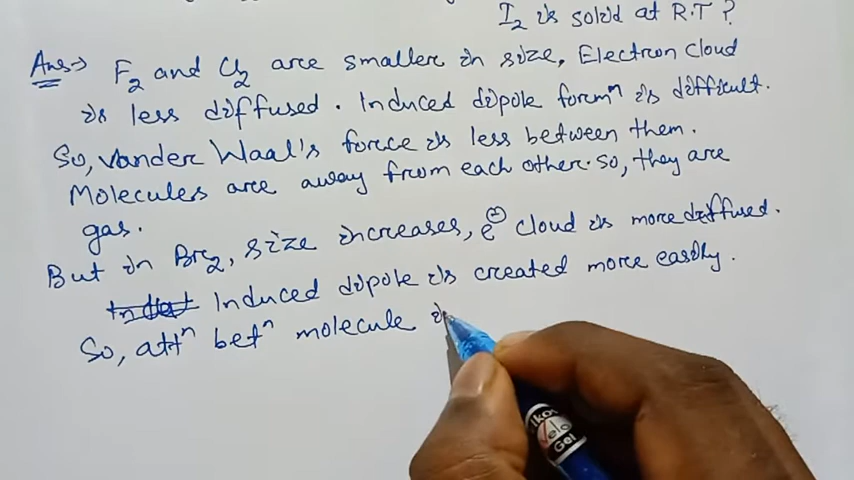 I₂ is solid at R.T ?
Ans→ F₂ and Cl₂ are smaller in size, Electron cloud
is less diffused. Induced dipole formⁿ is difficult.
So, Vander Waal's force is less between them.
Molecules are away from each other. So, they are
gas.
But in Br₂, size increases, e⊖ cloud is more diffused.
Induced dipole is created more easily.
So, attⁿ betⁿ molecule i
Velo
Gel